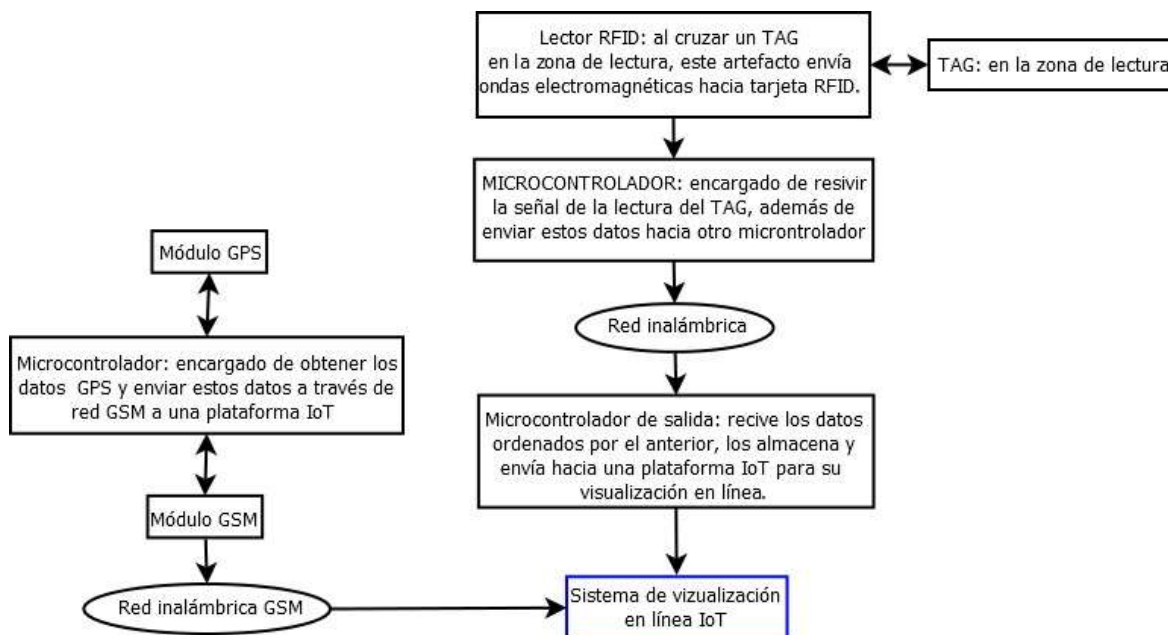 Lector RFID: al cruzar un TAG
en la zona de lectura, este artefacto envía
ondas electromagnéticas hacia tarjeta RFID.
TAG: en la zona de lectura
MICROCONTROLADOR: encargado de resivir
la señal de la lectura del TAG, además de
enviar estos datos hacia otro microntrolador
Módulo GPS
Red inalámbrica
Microcontrolador: encargado de obtener los
datos GPS y enviar estos datos a través de
red GSM a una plataforma IoT
Microcontrolador de salida: recive los datos
ordenados por el anterior, los almacena y
envía hacia una plataforma IoT para su
visualización en línea.
Módulo GSM
Red inalámbrica GSM
Sistema de vizualización
en línea IoT